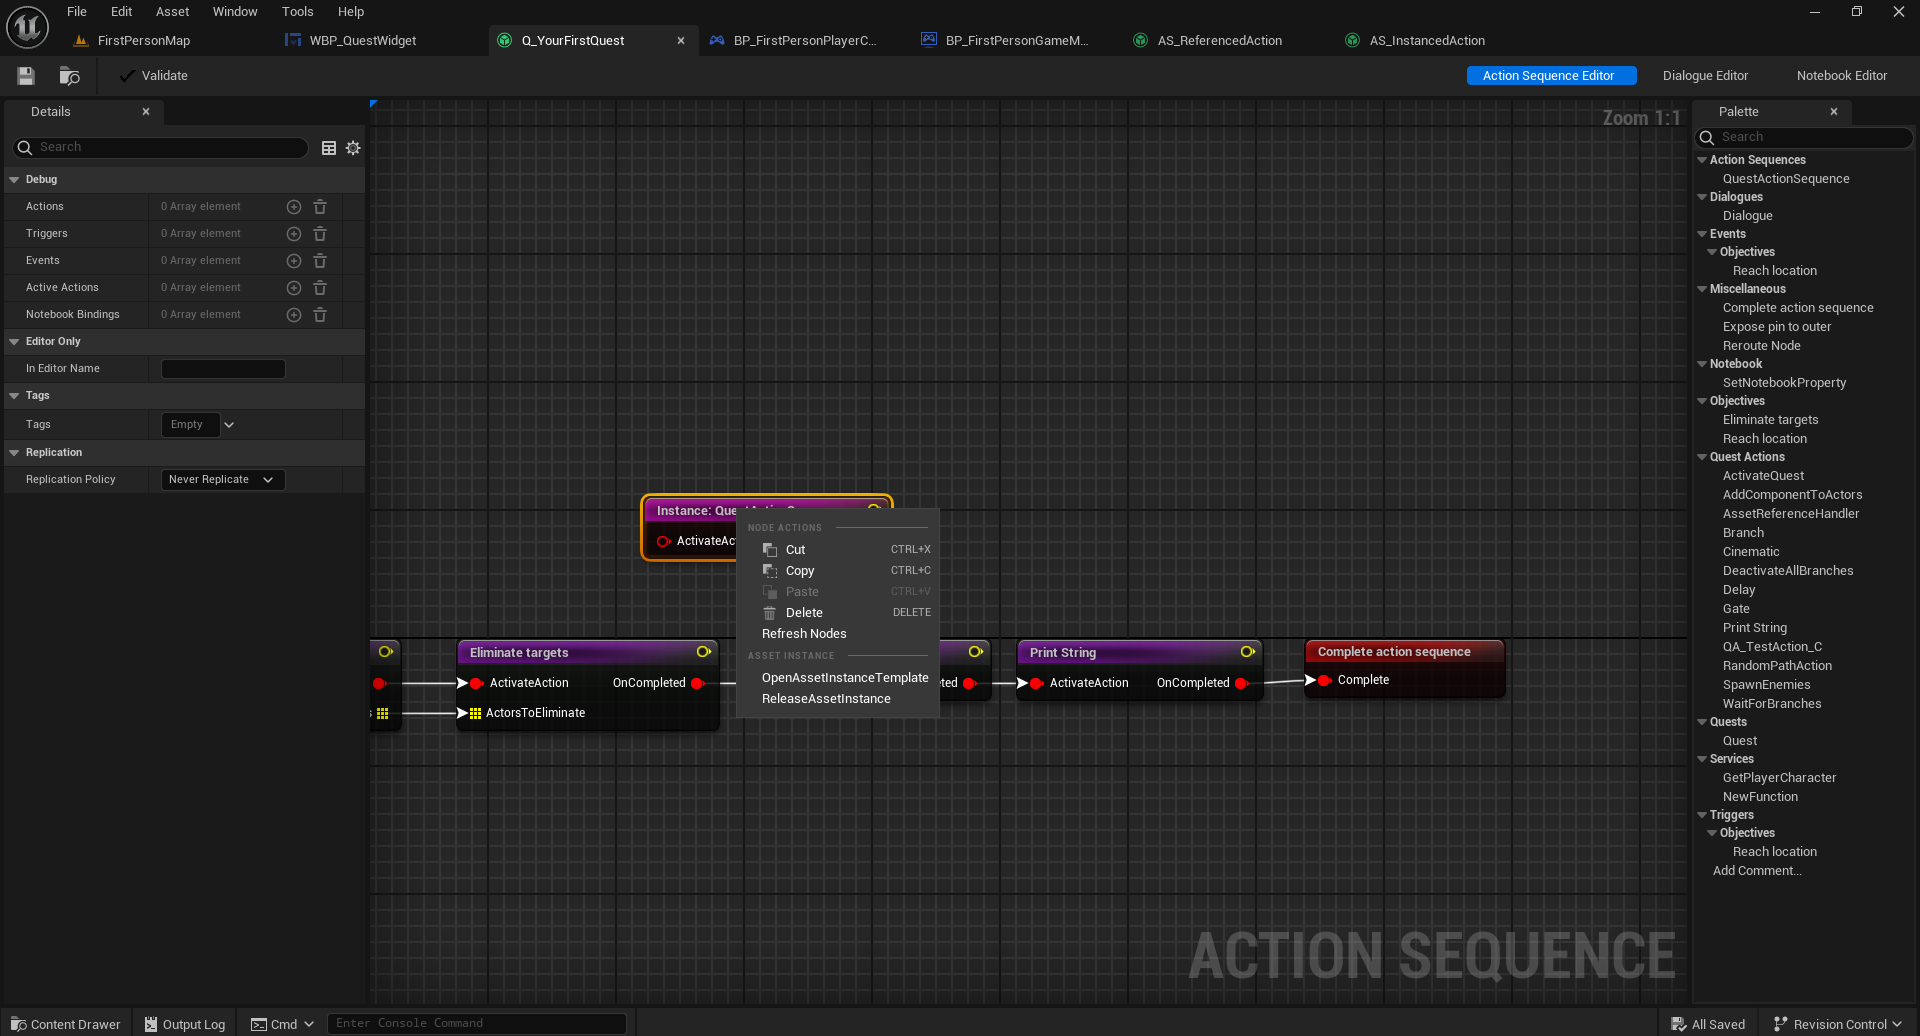 File Edit Asset Window Tools Help
FirstPersonMap WBP_QuestWidget Q_YourFirstQuest BP_FirstPersonPlayerC... BP_FirstPersonGameM... AS_ReferencedAction AS_InstancedAction
Validate Action Sequence Editor Dialogue Editor Notebook Editor
Details
Search
Debug
Actions 0 Array element
Triggers 0 Array element
Events 0 Array element
Active Actions 0 Array element
Notebook Bindings 0 Array element
Editor Only
In Editor Name
Tags
Tags Empty
Replication
Replication Policy Never Replicate
Zoom 1:1
Instance:
ActivateAc
NODE ACTIONS
Cut CTRL+X
Copy CTRL+C
Paste CTRL+V
Delete DELETE
Refresh Nodes
ASSET INSTANCE
OpenAssetInstanceTemplate
ReleaseAssetInstance
s
Eliminate targets
ActivateAction OnCompleted
ActorsToEliminate
ted
Print String
ActivateAction OnCompleted
Complete action sequence
Complete
ACTION SEQUENCE
Palette
Search
Action Sequences
QuestActionSequence
Dialogues
Dialogue
Events
Objectives
Reach location
Miscellaneous
Complete action sequence
Expose pin to outer
Reroute Node
Notebook
SetNotebookProperty
Objectives
Eliminate targets
Reach location
Quest Actions
ActivateQuest
AddComponentToActors
AssetReferenceHandler
Branch
Cinematic
DeactivateAllBranches
Delay
Gate
Print String
QA_TestAction_C
RandomPathAction
SpawnEnemies
WaitForBranches
Quests
Quest
Services
GetPlayerCharacter
NewFunction
Triggers
Objectives
Reach location
Add Comment...
Content Drawer Output Log Cmd Enter Console Command All Saved Revision Control